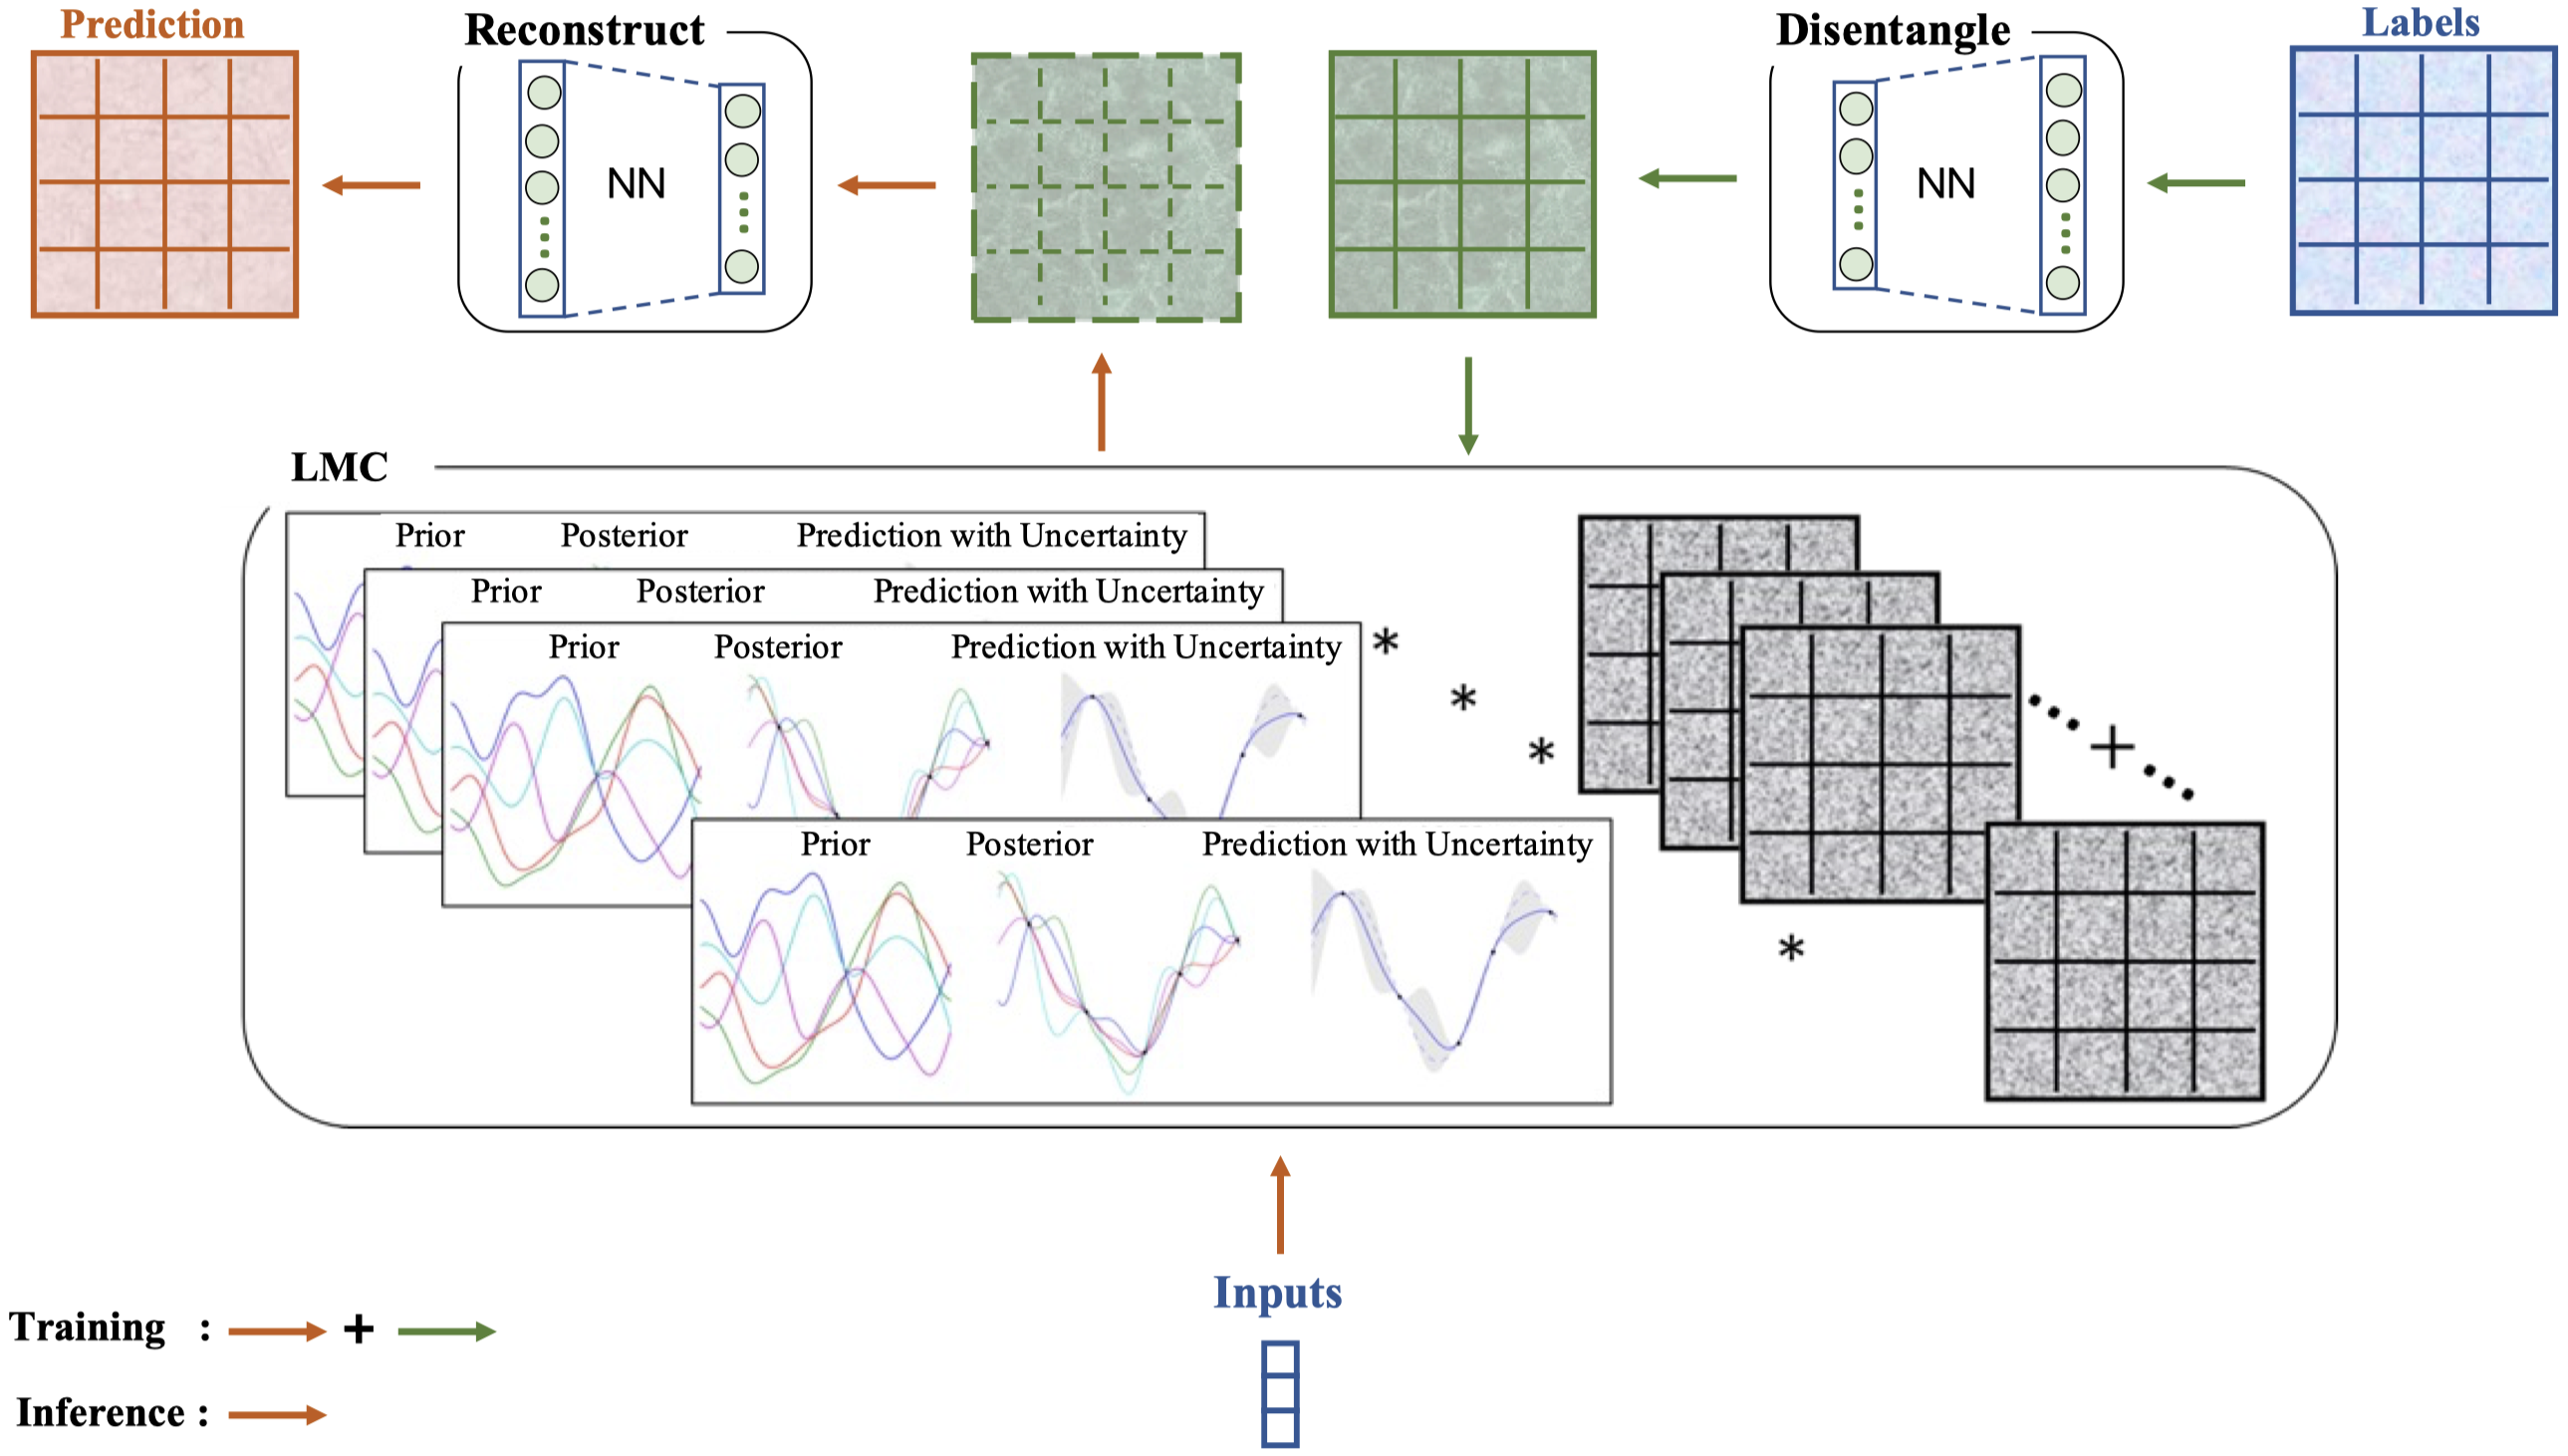 Prediction
Reconstruct
Disentangle
Labels
NN
NN
LMC
Prior Posterior Prediction with Uncertainty
Prior Posterior Prediction with Uncertainty
Prior Posterior Prediction with Uncertainty
*
*
*
+
Prior Posterior Prediction with Uncertainty
*
Inputs
Training : +
Inference :